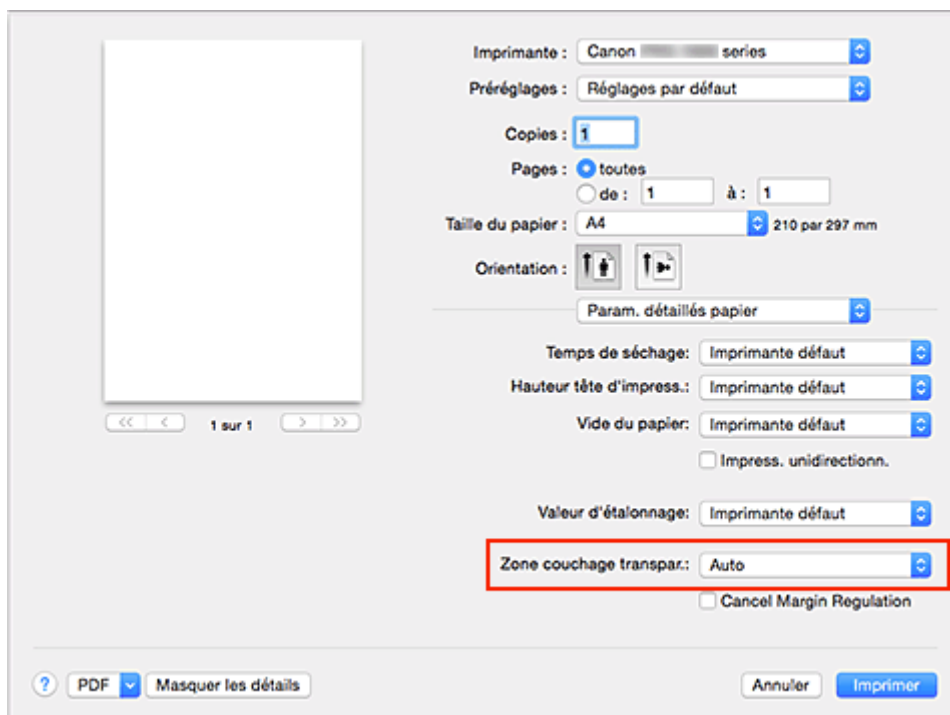 Imprimante : Canon series
Préréglages : Réglages par défaut
Copies : 1
Pages : toutes
de : 1 à : 1
Taille du papier : A4 210 par 297 mm
Orientation :
Param. détaillés papier
Temps de séchage: Imprimante défaut
Hauteur tête d'impress.: Imprimante défaut
Vide du papier: Imprimante défaut
Impress. unidirectionn.
Valeur d'étalonnage: Imprimante défaut
Zone couchage transpar.: Auto
Cancel Margin Regulation
1 sur 1
? PDF Masquer les détails Annuler Imprimer